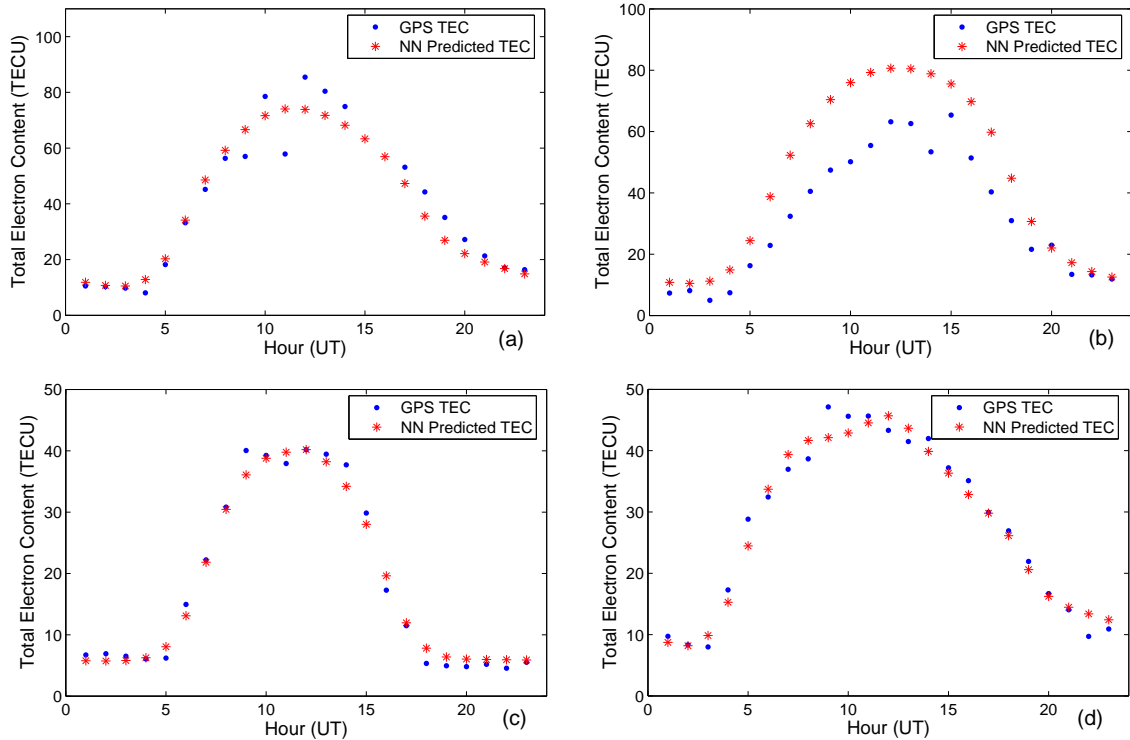 GPS TEC
NN Predicted TEC
Total Electron Content (TECU)
100
80
60
40
20
0
0 5 10 15 20
Hour (UT)
(a)
GPS TEC
NN Predicted TEC
Total Electron Content (TECU)
100
80
60
40
20
0
0 5 10 15 20
Hour (UT)
(b)
GPS TEC
NN Predicted TEC
Total Electron Content (TECU)
50
40
30
20
10
0
0 5 10 15 20
Hour (UT)
(c)
GPS TEC
NN Predicted TEC
Total Electron Content (TECU)
50
40
30
20
10
0
0 5 10 15 20
Hour (UT)
(d)